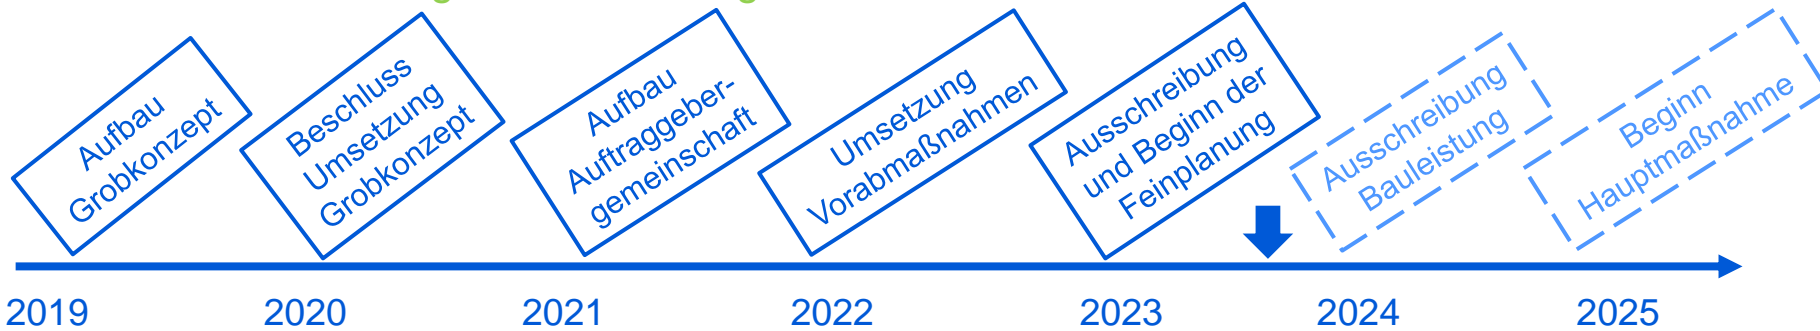 Aufbau
Grobkonzept
Beschluss
Umsetzung
Grobkonzept
Aufbau
Auftraggeber-
gemeinschaft
Umsetzung
Vorabmaßnahmen
Ausschreibung
und Beginn der
Feinplanung
Ausschreibung
Bauleistung
Beginn
Hauptmaßnahme
2019
2020
2021
2022
2023
2024
2025